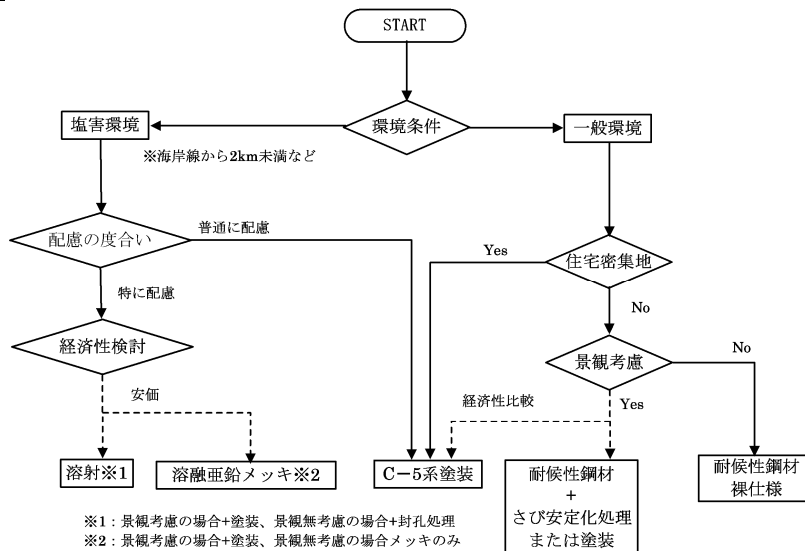 START
環境条件
塩害環境
一般環境
※海岸線から2km未満など
配慮の度合い
普通に配慮
Yes
住宅密集地
特に配慮
No
経済性検討
景観考慮
No
安価
経済性比較
Yes
溶射※1
溶融亜鉛メッキ※2
C－5系塗装
耐候性鋼材
+
さび安定化処理
または塗装
耐候性鋼材
裸仕様
※1：景観考慮の場合+塗装、景観無考慮の場合+封孔処理
※2：景観考慮の場合+塗装、景観無考慮の場合メッキのみ